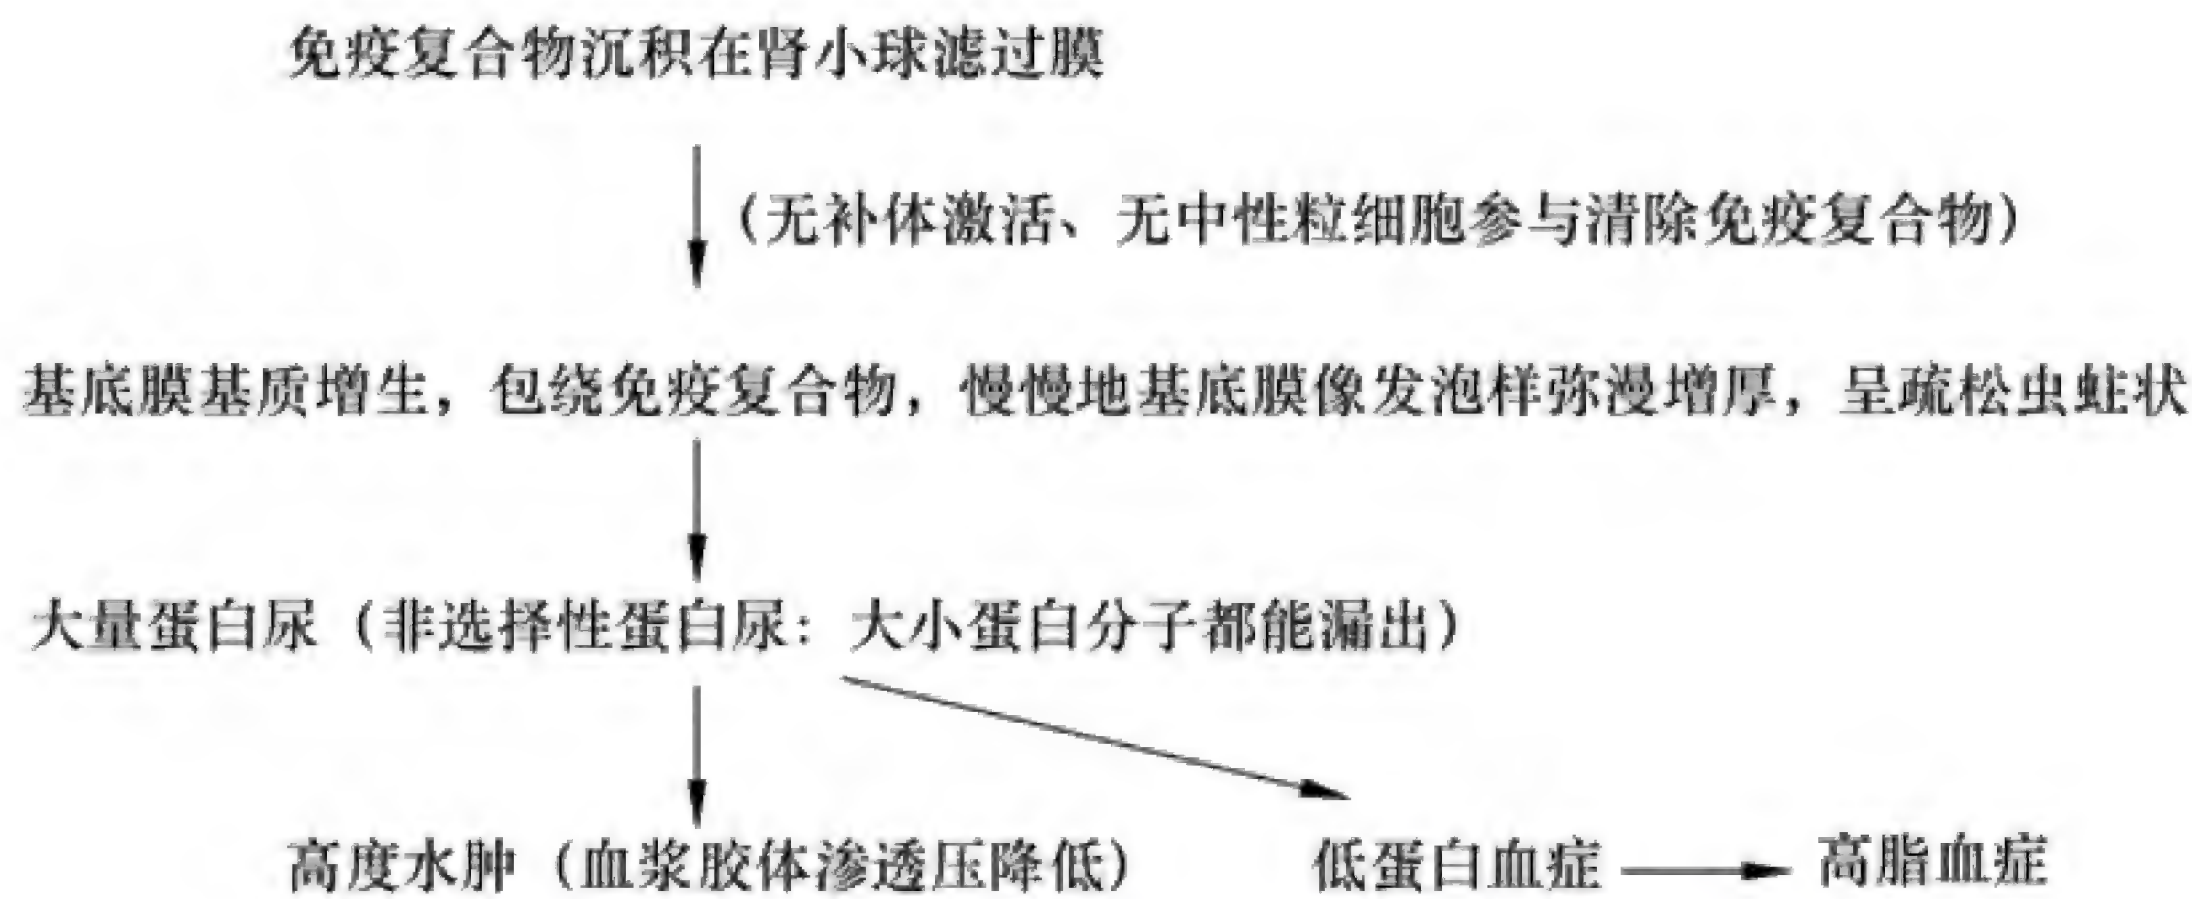 免疫复合物沉积在肾小球滤过膜
（无补体激活、无中性粒细胞参与清除免疫复合物）
基底膜基质增生，包绕免疫复合物，慢慢地基底膜像发泡样弥漫增厚，呈疏松虫蛀状
大量蛋白尿（非选择性蛋白尿：大小蛋白分子都能漏出）
高度水肿（血浆胶体渗透压降低） 低蛋白血症 高脂血症